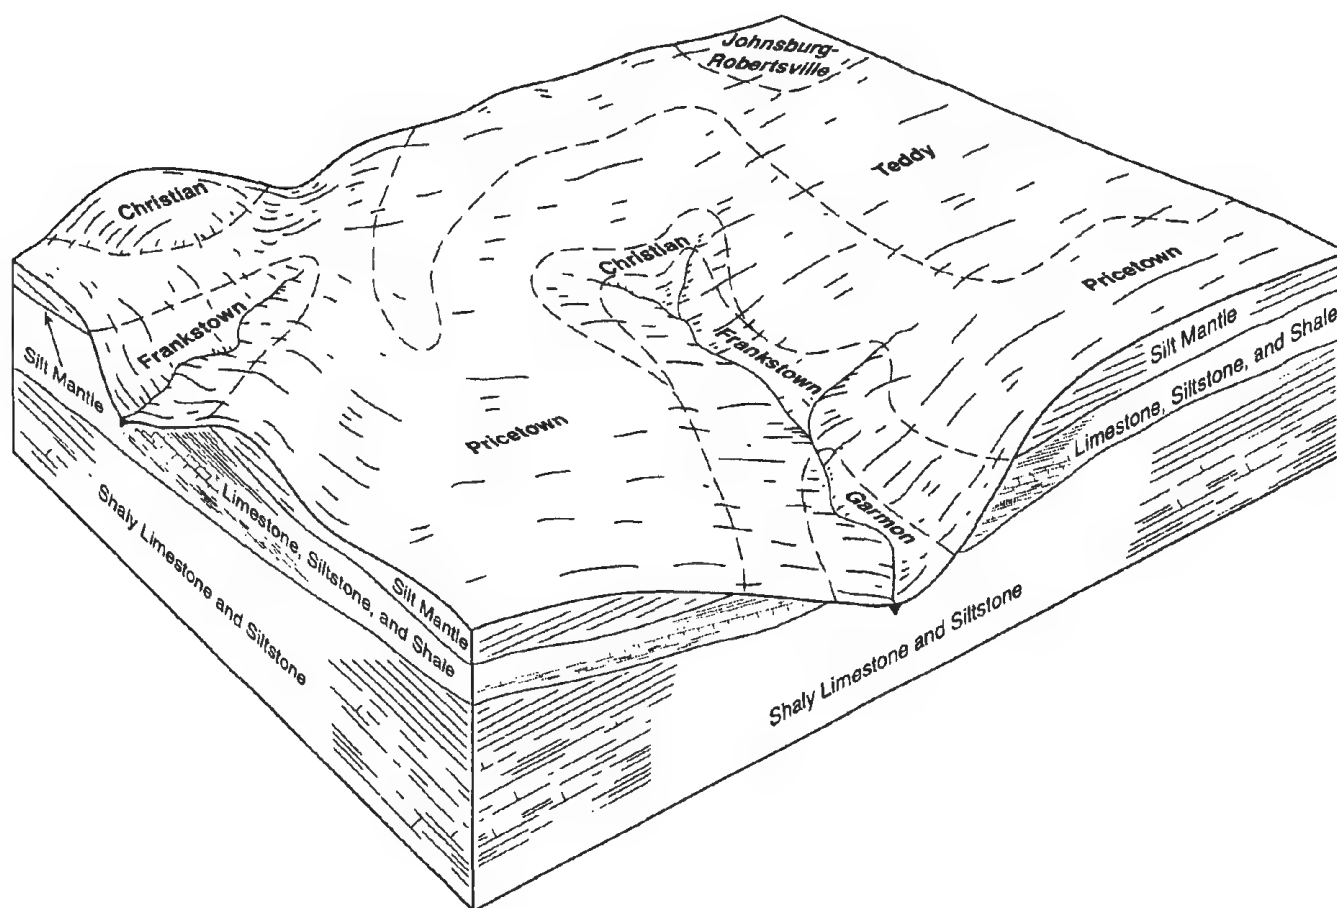 Johnsburg-
Robertsville
Teddy
Christian
Christian
Pricetown
Frankstown
Frankstown
Silt Mantle
Silt Mantle
Limestone, Siltstone, and Shale
Pricetown
Garmon
Shaly Limestone and Siltstone
Limestone, Siltstone, and Shale
Silt Mantle
Shaly Limestone and Siltstone